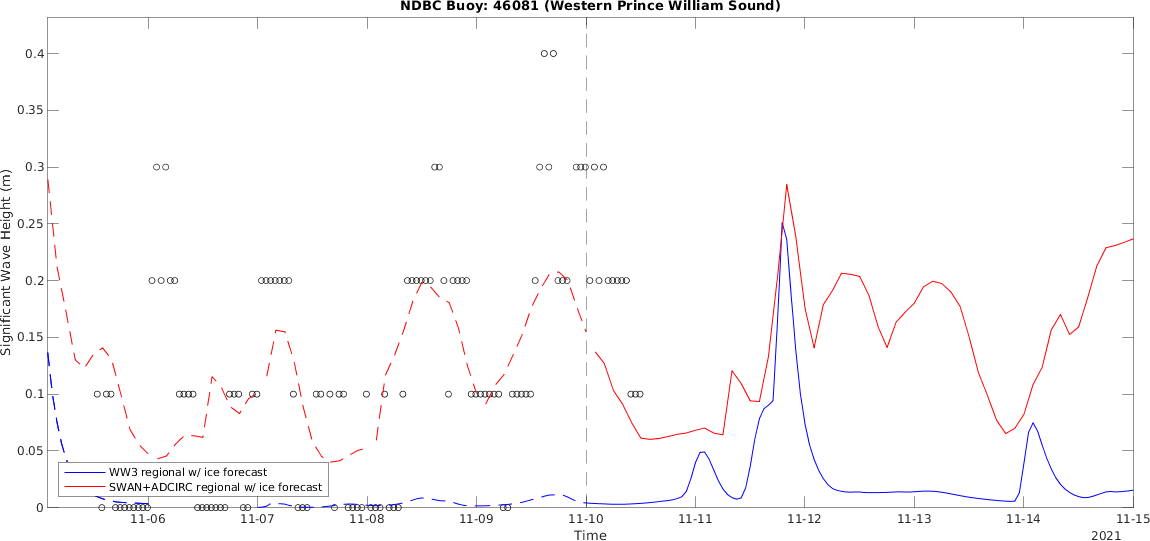 NDBC Buoy: 46081 (Western Prince William Sound)
Significant Wave Height (m)
0.4
0.35
0.3
0.25
0.2
0.15
0.1
0.05
0
WW3 regional w/ ice forecast
SWAN+ADCIRC regional w/ ice forecast
11-06 11-07 11-08 11-09 11-10 11-11 11-12 11-13 11-14 11-15
Time
2021